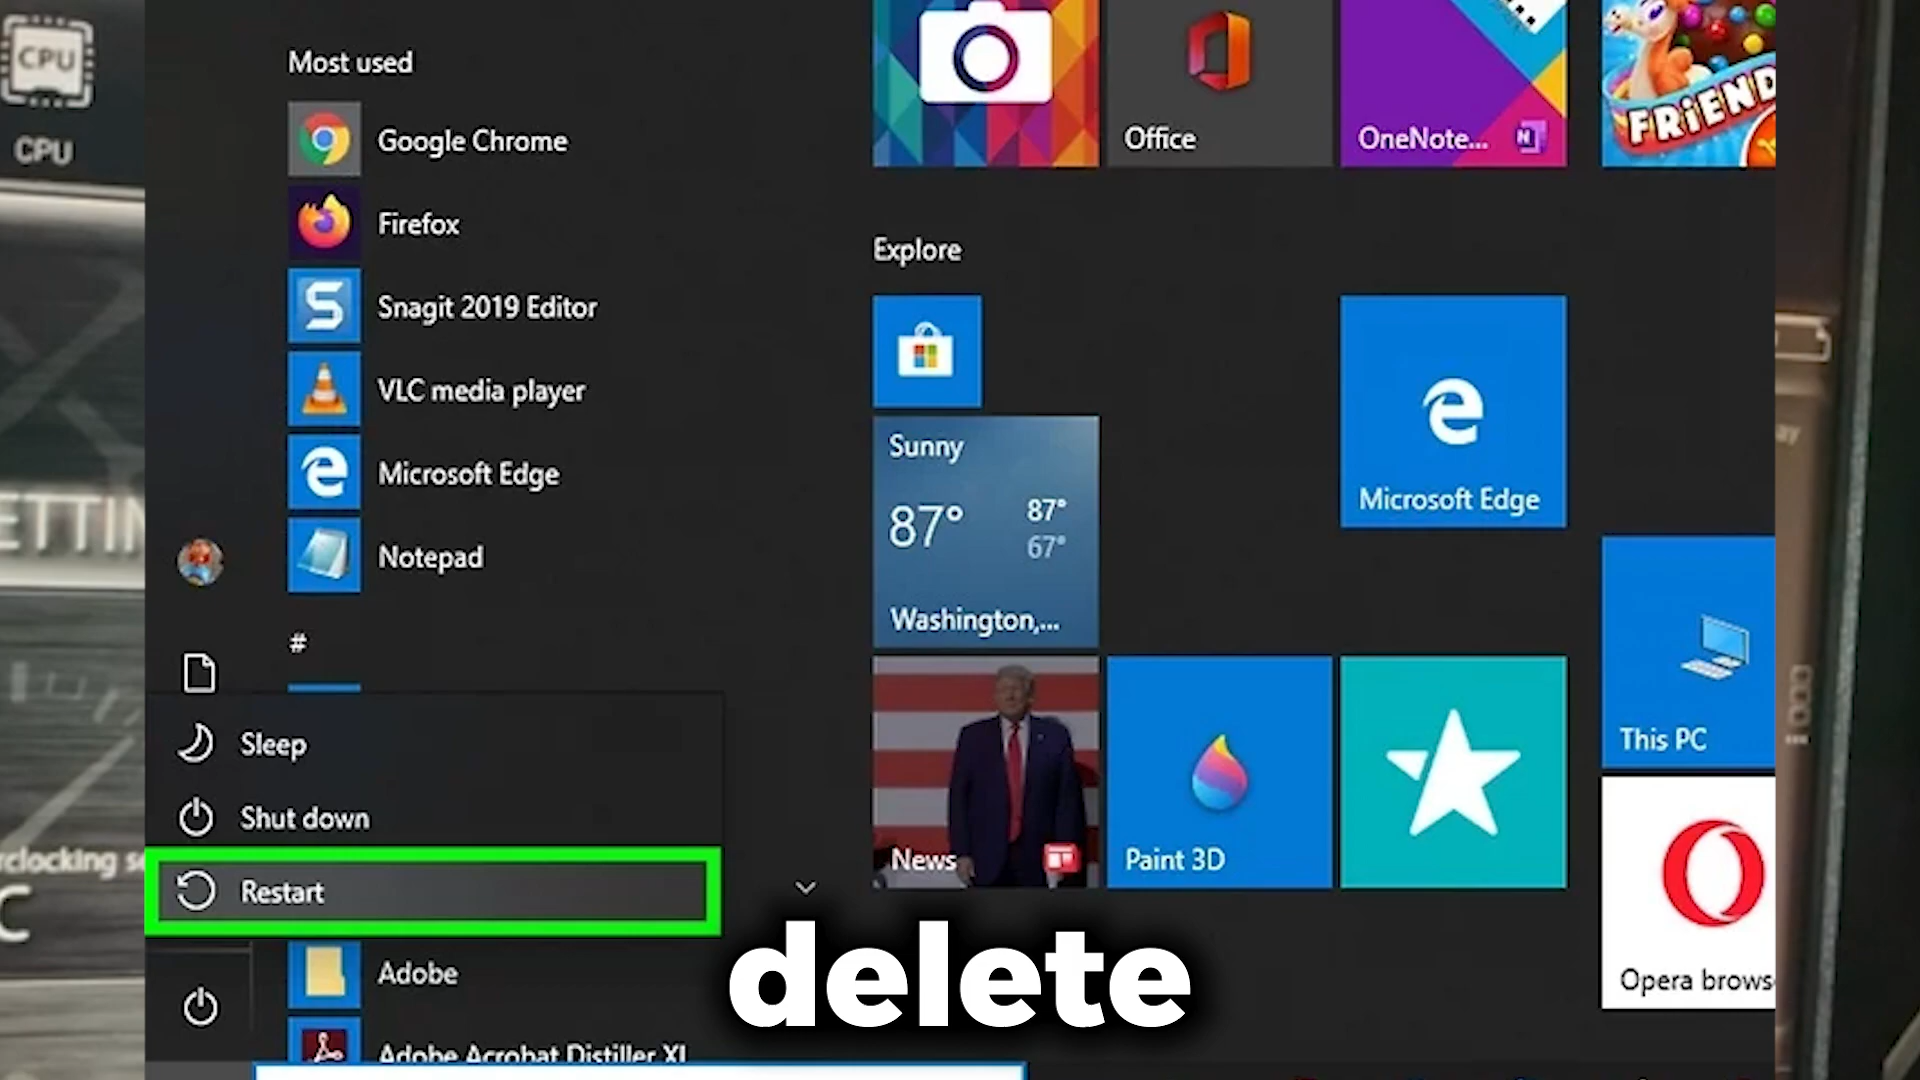 CPU
CPU
Most used
Google Chrome
Firefox
Snagit 2019 Editor
VLC media player
Microsoft Edge
Notepad
#
Sleep
Shut down
Restart
Adobe
Adobe Acrobat Distiller XI
Office
OneNote...
N
FRiEND
Explore
Sunny
87°
87°
67°
Washington,...
Microsoft Edge
News
Paint 3D
This PC
Opera brows
ETTIN
rclocking se
C
delete